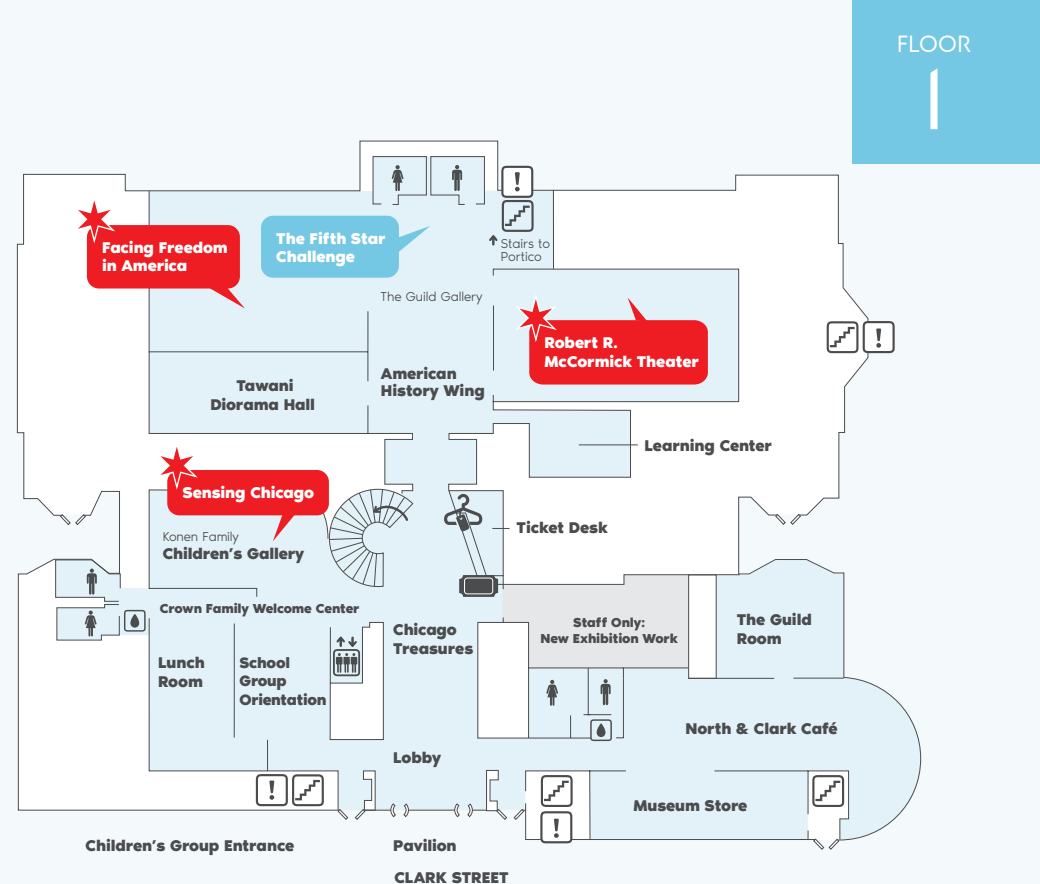 FLOOR
1
Facing Freedom
in America
The Fifth Star
Challenge
!
Stairs to
Portico
The Guild Gallery
Robert R.
McCormick Theater
!
American
History Wing
Tawani
Diorama Hall
Learning Center
Sensing Chicago
Konen Family
Children's Gallery
Ticket Desk
Crown Family Welcome Center
Chicago
Treasures
Staff Only:
New Exhibition Work
The Guild
Room
Lunch
Room
School
Group
Orientation
North & Clark Café
Lobby
!
!
Museum Store
Children's Group Entrance
Pavilion
CLARK STREET